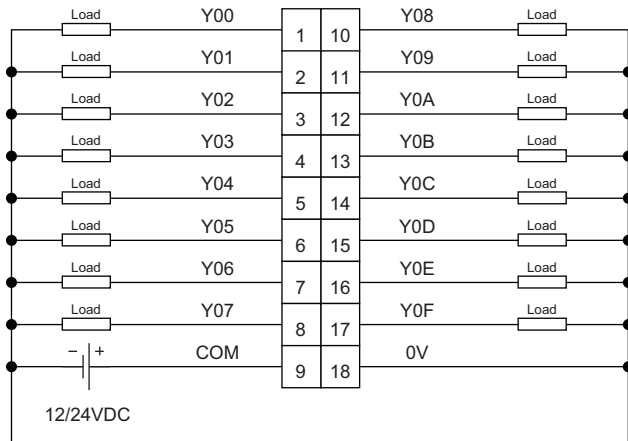 Load Y00 1 10 Y08 Load
Load Y01 2 11 Y09 Load
Load Y02 3 12 Y0A Load
Load Y03 4 13 Y0B Load
Load Y04 5 14 Y0C Load
Load Y05 6 15 Y0D Load
Load Y06 7 16 Y0E Load
Load Y07 8 17 Y0F Load
− + COM 9 18 0V
12/24VDC